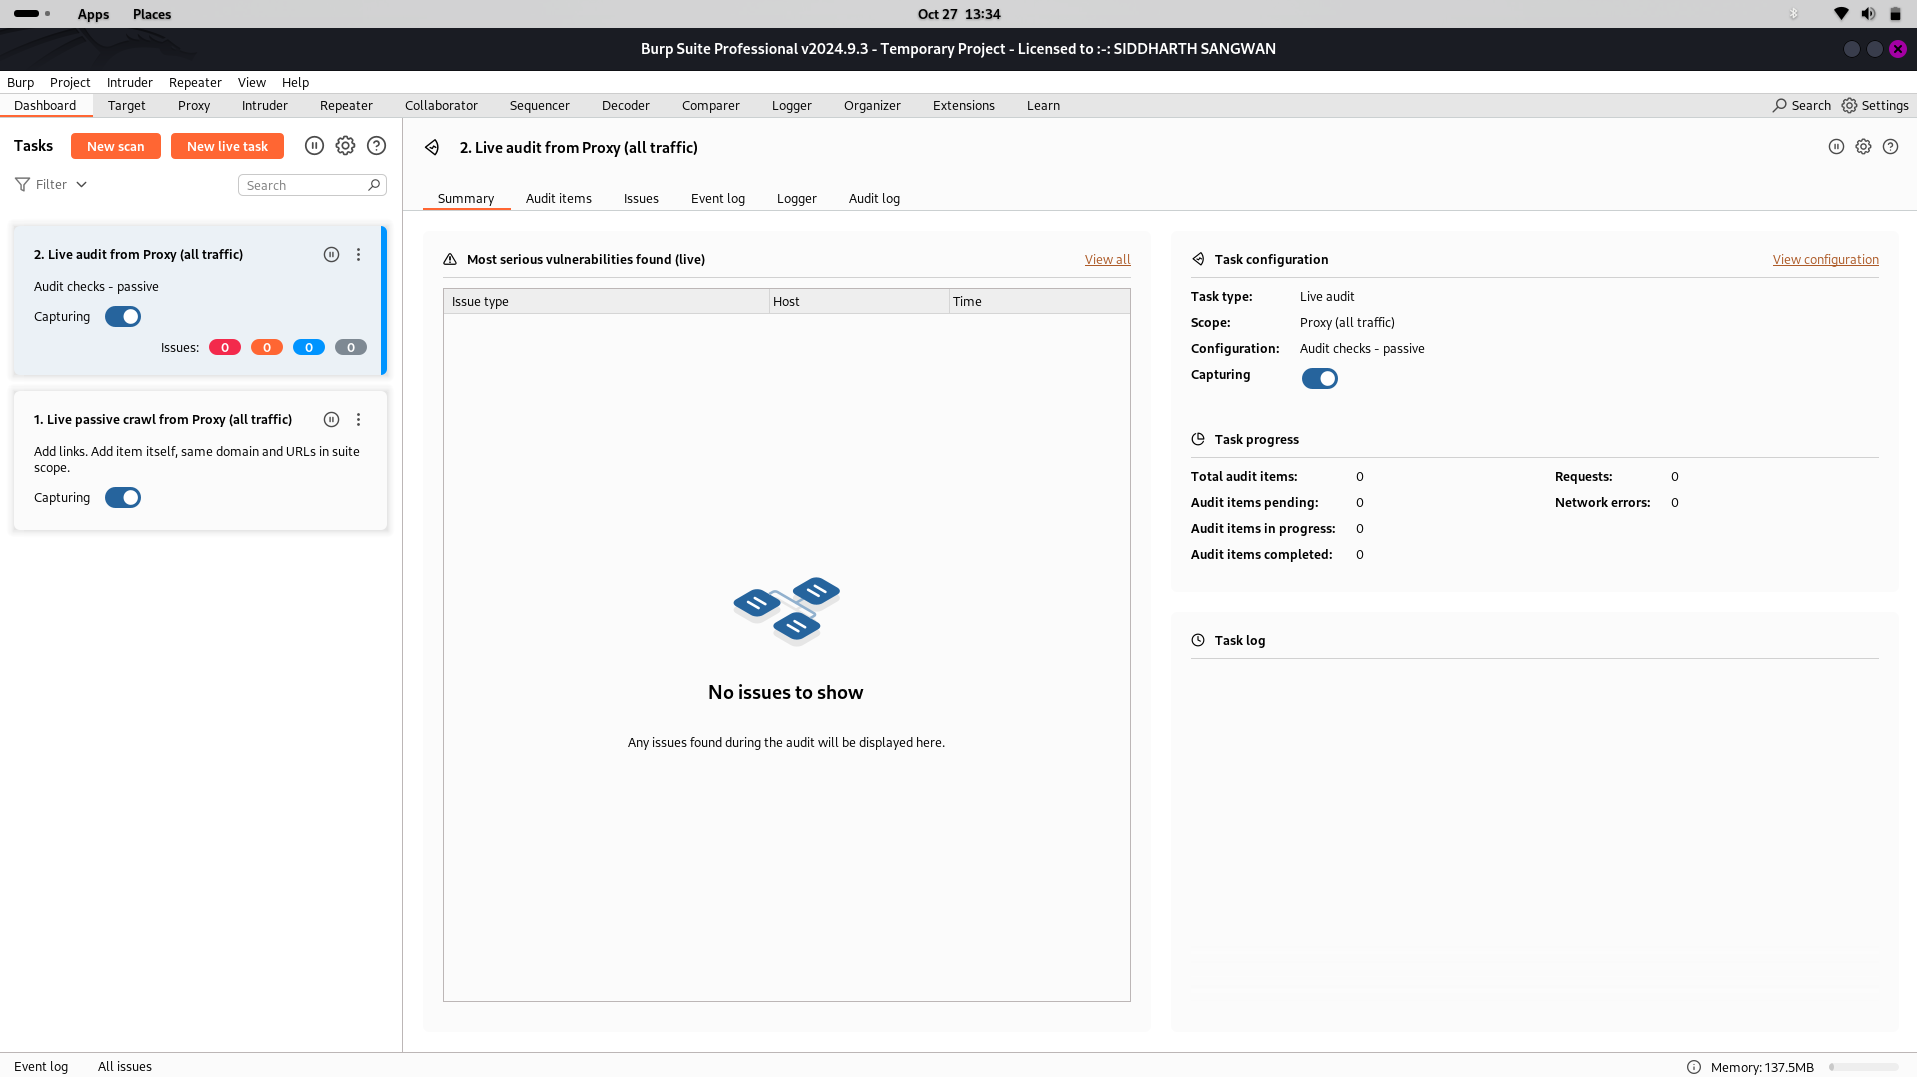 Apps Places Oct 27 13:34
Burp Suite Professional v2024.9.3 - Temporary Project - Licensed to :-: SIDDHARTH SANGWAN
Burp Project Intruder Repeater View Help
Dashboard Target Proxy Intruder Repeater Collaborator Sequencer Decoder Comparer Logger Organizer Extensions Learn Search Settings
Tasks New scan New live task
Filter Search
2. Live audit from Proxy (all traffic)
Audit checks - passive
Capturing
Issues: 0 0 0 0
1. Live passive crawl from Proxy (all traffic)
Add links. Add item itself, same domain and URLs in suite
scope.
Capturing
2. Live audit from Proxy (all traffic)
Summary Audit items Issues Event log Logger Audit log
Most serious vulnerabilities found (live) View all
Issue type Host Time
No issues to show
Any issues found during the audit will be displayed here.
Task configuration View configuration
Task type: Live audit
Scope: Proxy (all traffic)
Configuration: Audit checks - passive
Capturing
Task progress
Total audit items: 0 Requests: 0
Audit items pending: 0 Network errors: 0
Audit items in progress: 0
Audit items completed: 0
Task log
Event log All issues Memory: 137.5MB